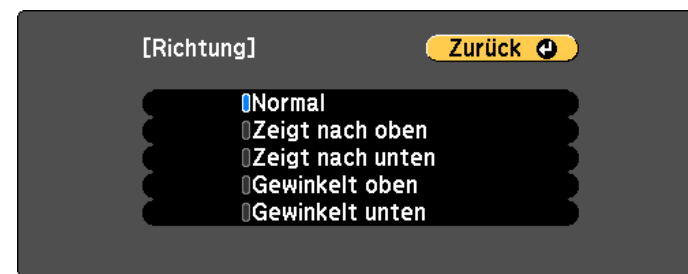 [Richtung]
Zurück
Normal
Zeigt nach oben
Zeigt nach unten
Gewinkelt oben
Gewinkelt unten